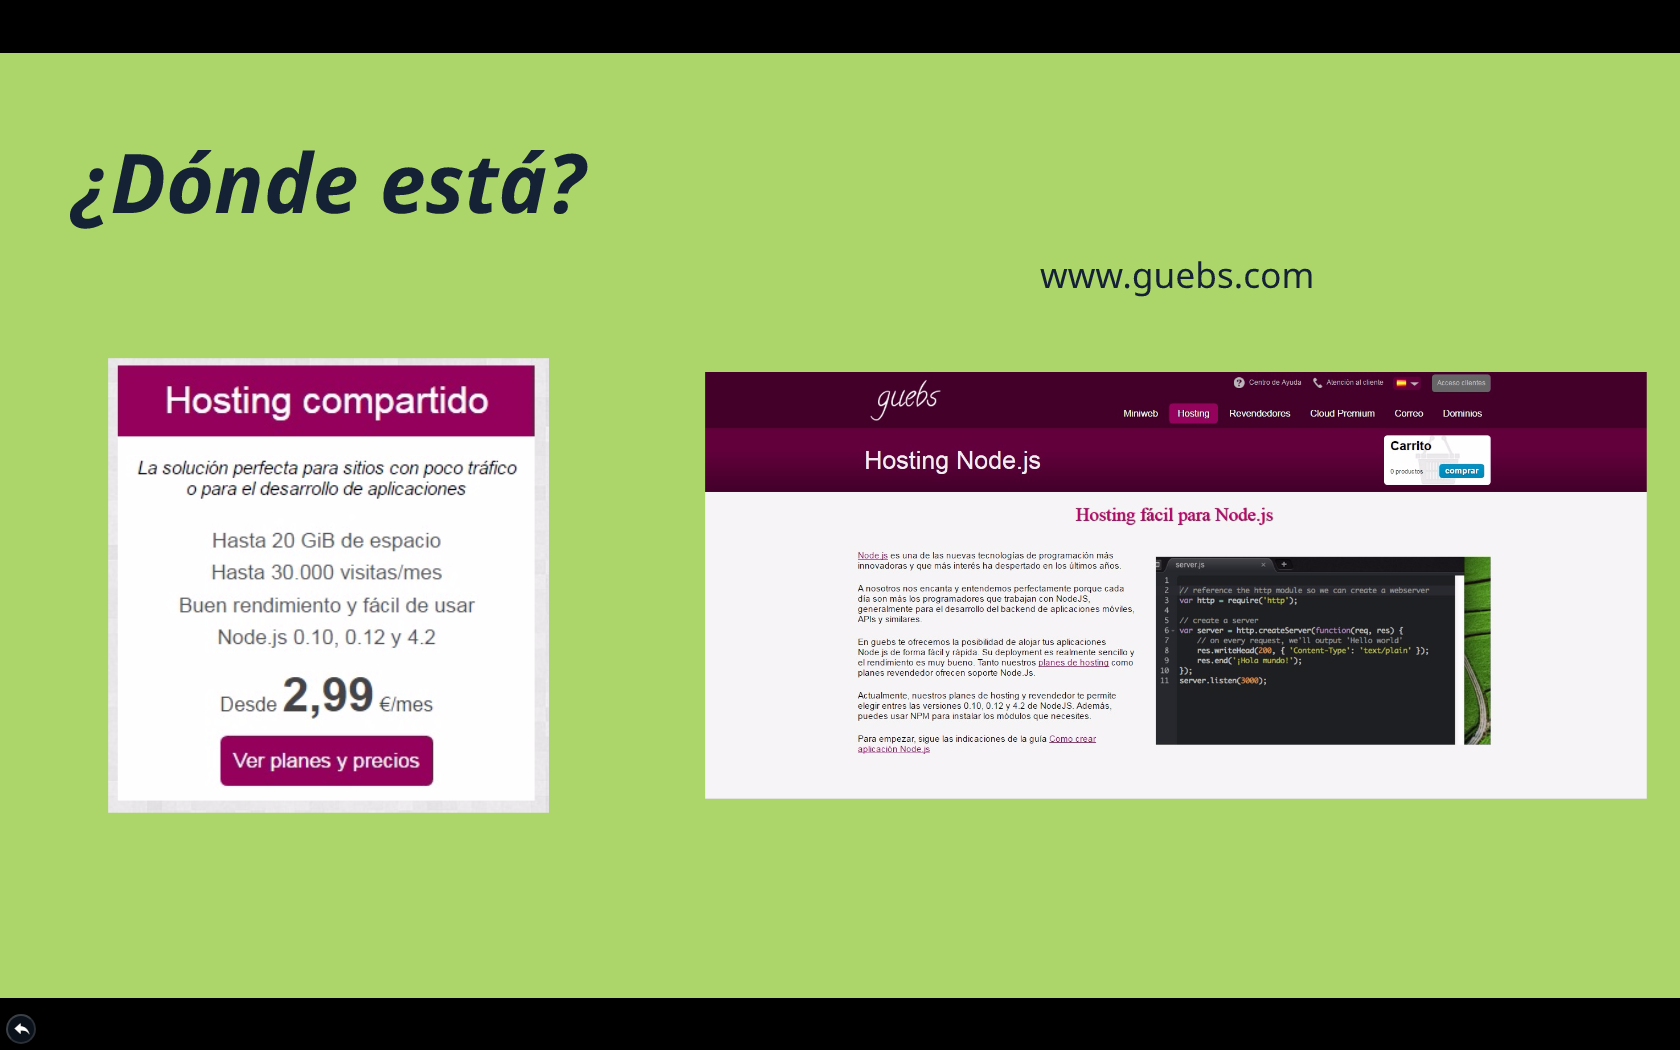 ¿Dónde está?
www.guebs.com
Hosting compartido
La solución perfecta para sitios con poco tráfico
o para el desarrollo de aplicaciones
Hasta 20 GiB de espacio
Hasta 30.000 visitas/mes
Buen rendimiento y fácil de usar
Node.js 0.10, 0.12 y 4.2
Desde 2,99 €/mes
Ver planes y precios
guebs
Centro de Ayuda
Atención al cliente
Acceso clientes
Miniweb
Hosting
Revendedores
Cloud Premium
Correo
Dominios
Hosting Node.js
Carrito
0 productos
comprar
Hosting fácil para Node.js
Node.js es una de las nuevas tecnologías de programación más
innovadoras y que más interés ha despertado en los últimos años.
A nosotros nos encanta y entendemos perfectamente porque cada
día son más los programadores que trabajan con NodeJS,
generalmente para el desarrollo del backend de aplicaciones móviles,
APIs y similares.
En guebs te ofrecemos la posibilidad de alojar tus aplicaciones
Node.js de forma fácil y rápida. Su deployment es realmente sencillo y
el rendimiento es muy bueno. Tanto nuestros planes de hosting como
planes revendedor ofrecen soporte Node.Js.
Actualmente, nuestros planes de hosting y revendedor te permite
elegir entres las versiones 0.10, 0.12 y 4.2 de NodeJS. Además,
puedes usar NPM para instalar los módulos que necesites.
Para empezar, sigue las indicaciones de la guía Como crear
aplicación Node.js
server.js × +
1
2 // reference the http module so we can create a webserver
3 var http = require('http');
4
5 // create a server
6 var server = http.createServer(function(req, res) {
7 // on every request, we'll output 'Hello world'
8 res.writeHead(200, { 'Content-Type': 'text/plain' });
9 res.end('¡Hola mundo!');
10 });
11 server.listen(3000);